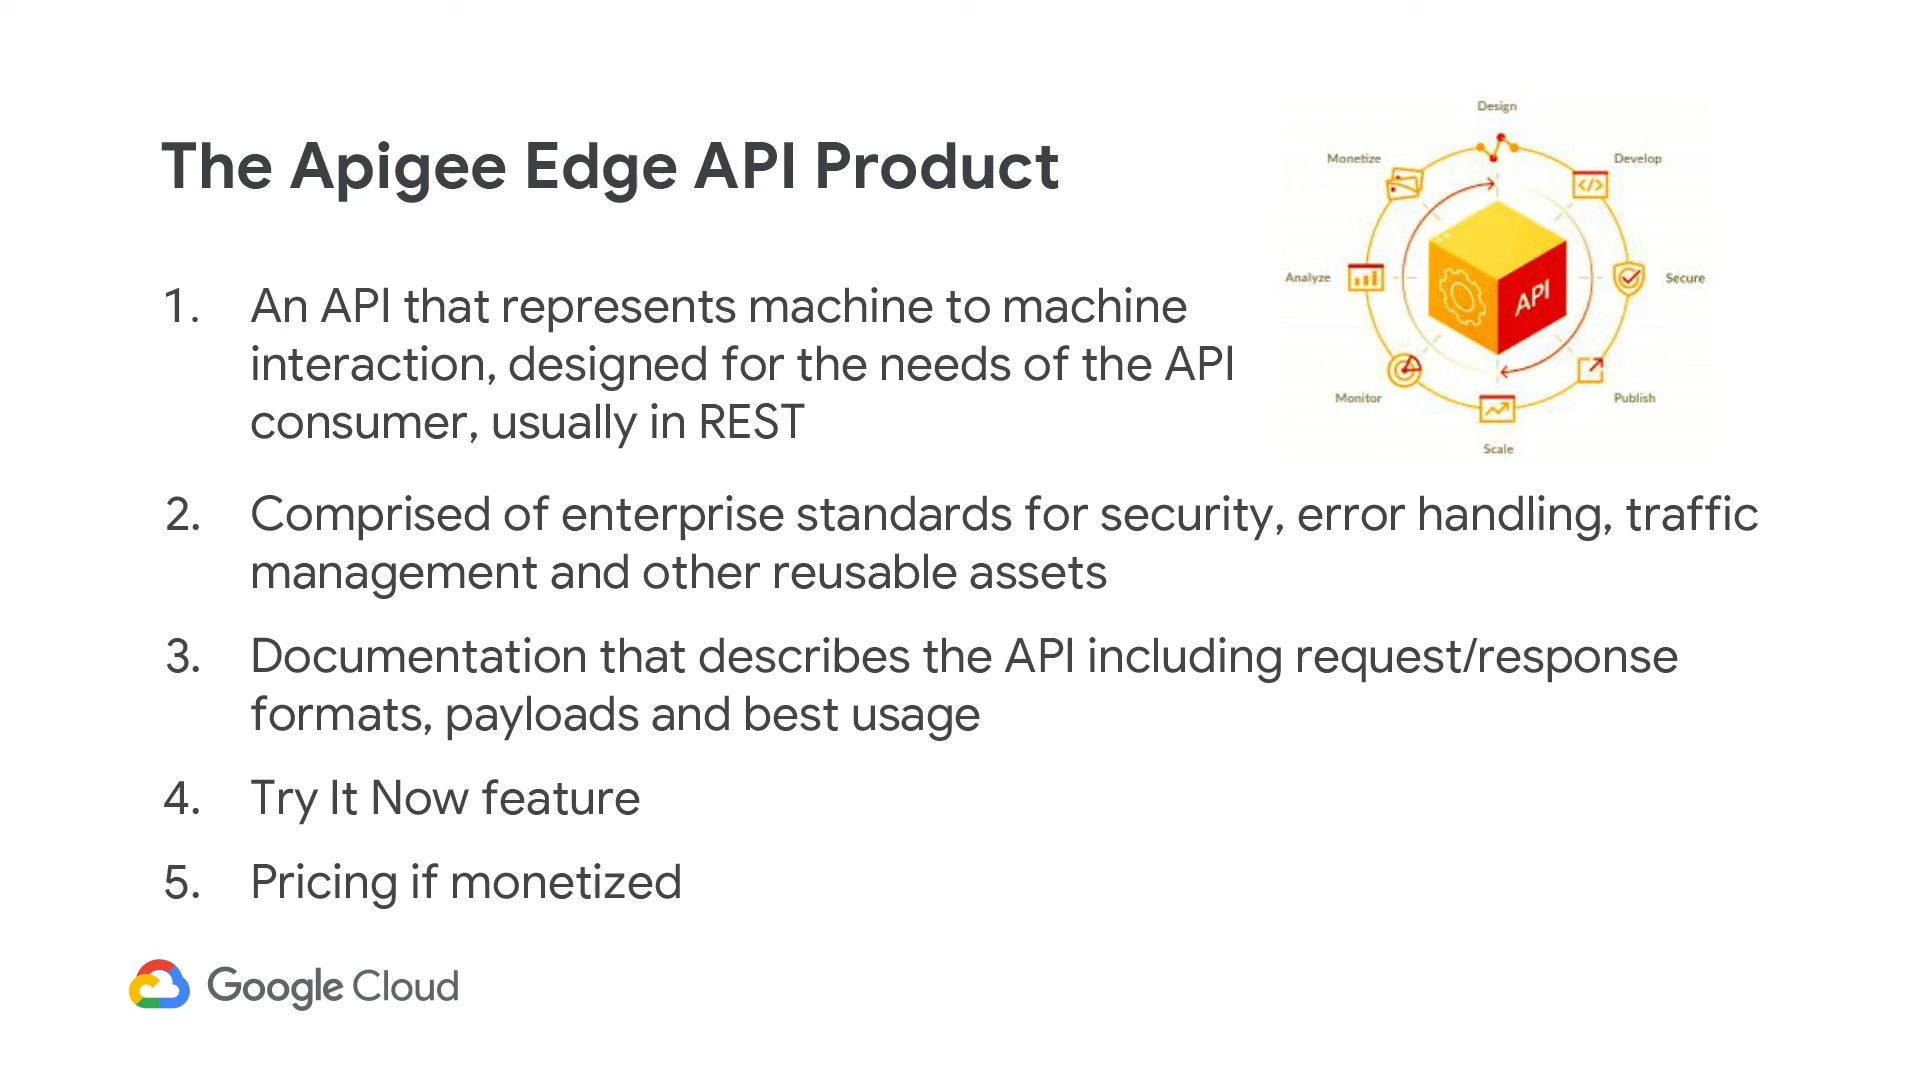 The Apigee Edge API Product
1. An API that represents machine to machine
interaction, designed for the needs of the API
consumer, usually in REST
2. Comprised of enterprise standards for security, error handling, traffic
management and other reusable assets
3. Documentation that describes the API including request/response
formats, payloads and best usage
4. Try It Now feature
5. Pricing if monetized
Design
Develop
Secure
Publish
Scale
Monitor
Analyze
Monetize
API
Google Cloud